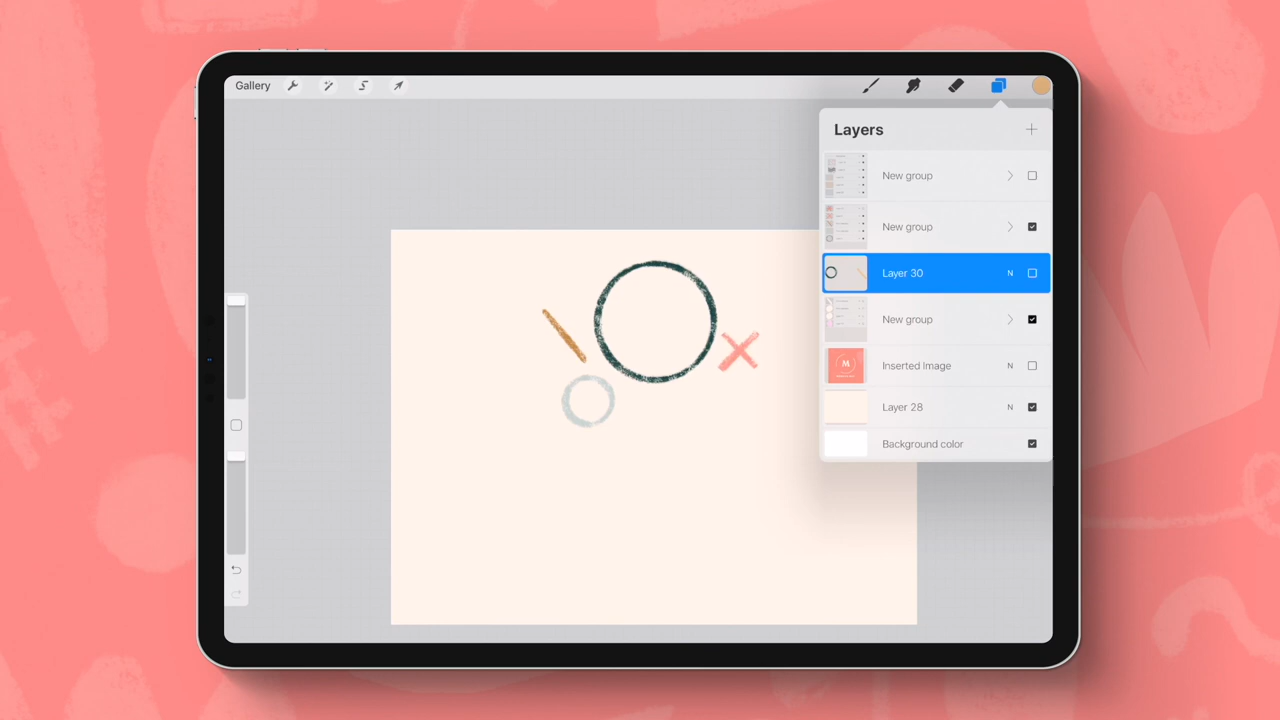 Gallery
Layers
New group
New group
Layer 30 N
New group
Inserted Image N
Layer 28 N
Background color
M